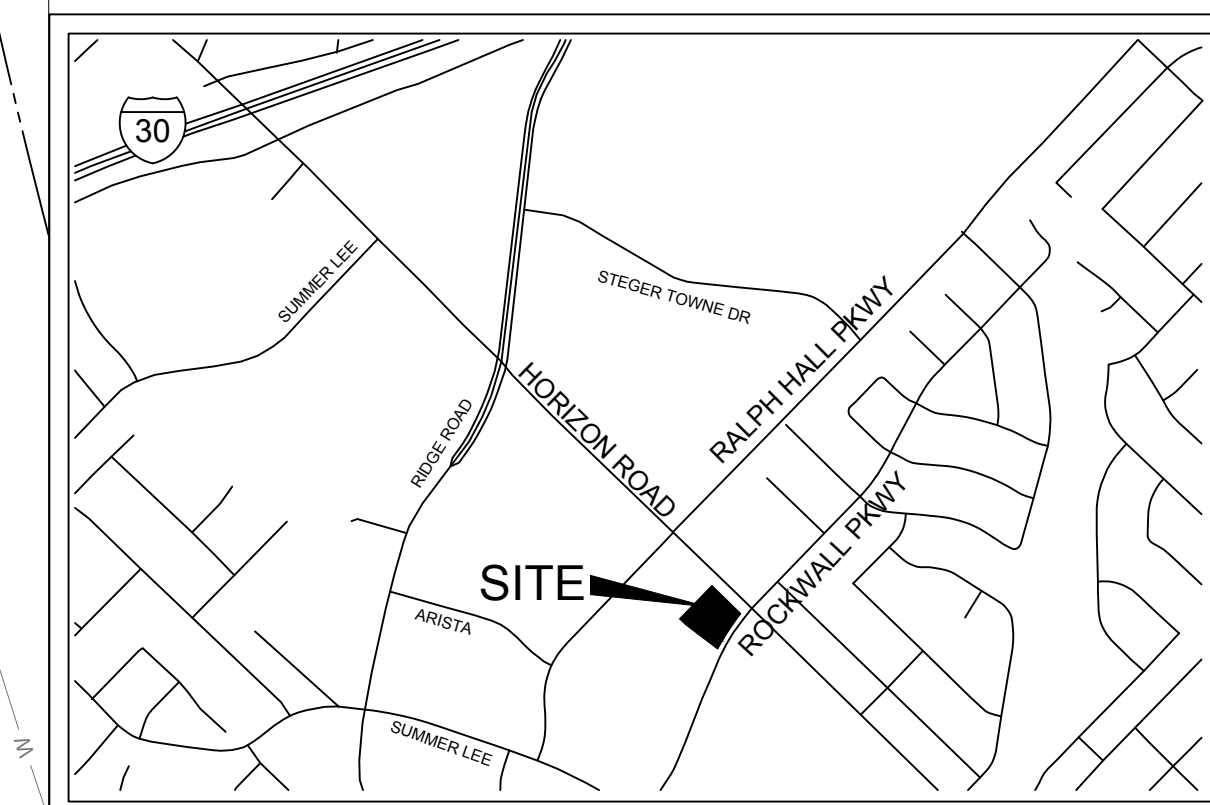 30
SUMMER LEE
STEGER TOWNE DR
RALPH HALL PKWY
HORIZON ROAD
RIDGE ROAD
ROCKWALL PKWY
SITE
ARISTA
SUMMER LEE
W